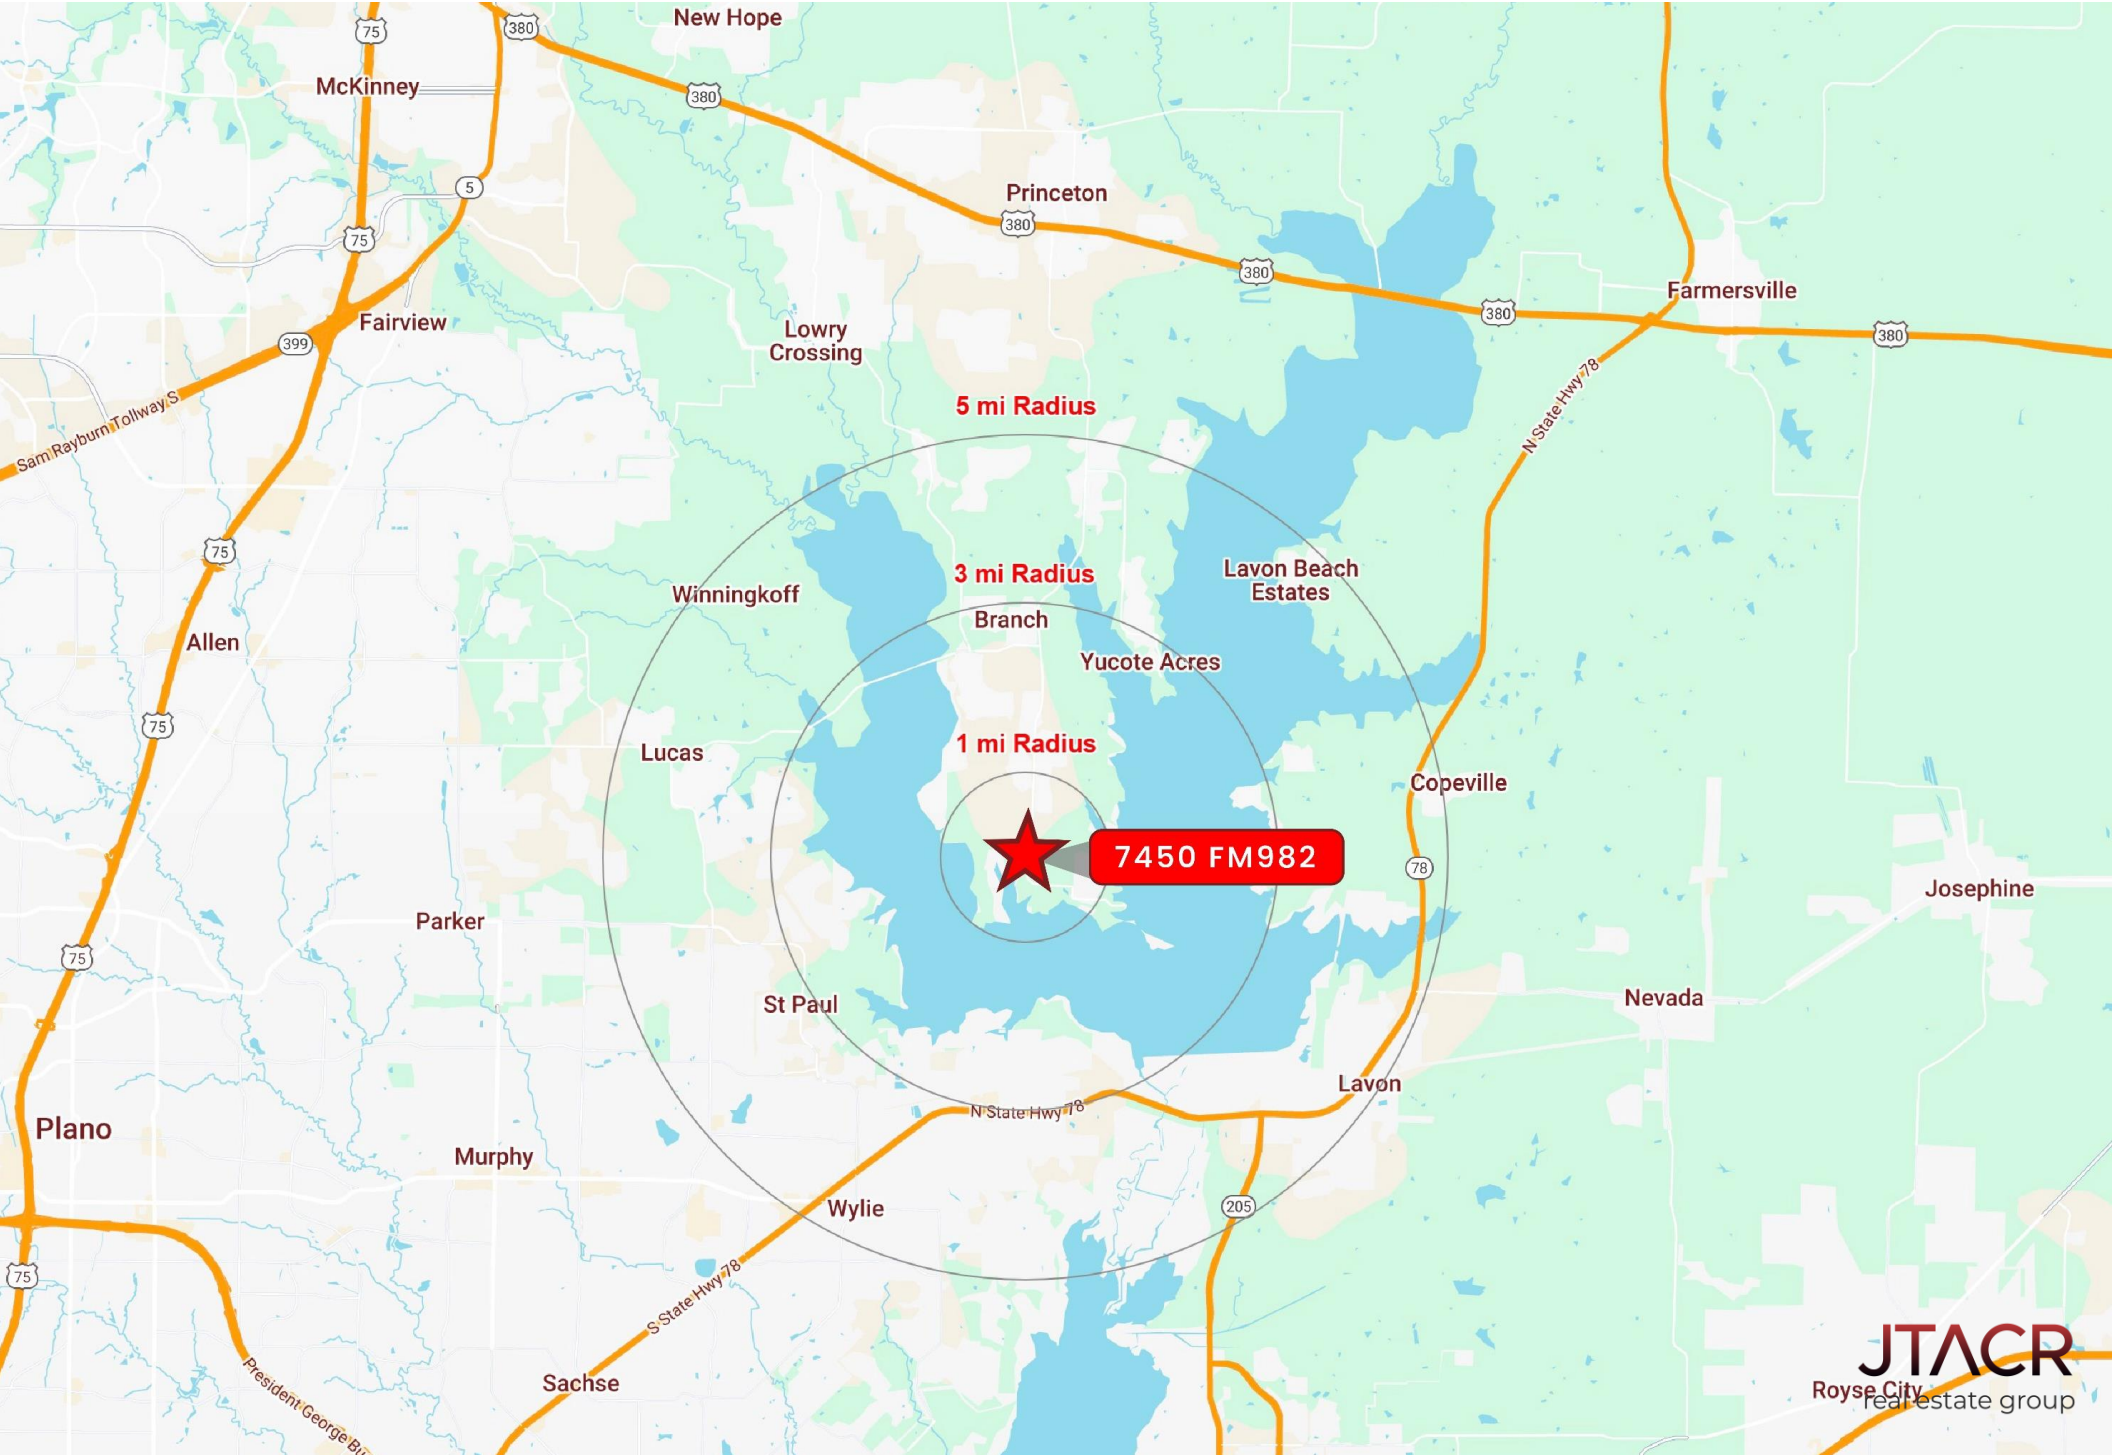 New Hope
75
380
McKinney
380
5
Princeton
380
75
380
Farmersville
380
Fairview
Lowry
Crossing
399
380
Sam Rayburn Tollway S
N State Hwy 78
5 mi Radius
75
3 mi Radius
Lavon Beach
Estates
Winningkoff
Branch
Allen
Yucote Acres
75
1 mi Radius
Lucas
Copeville
7450 FM982
78
Josephine
Parker
75
St Paul
Nevada
Lavon
N State Hwy 78
Plano
Murphy
Wylie
205
75
S State Hwy 78
Sachse
President George Bu
JTACR
Royse City
real estate group